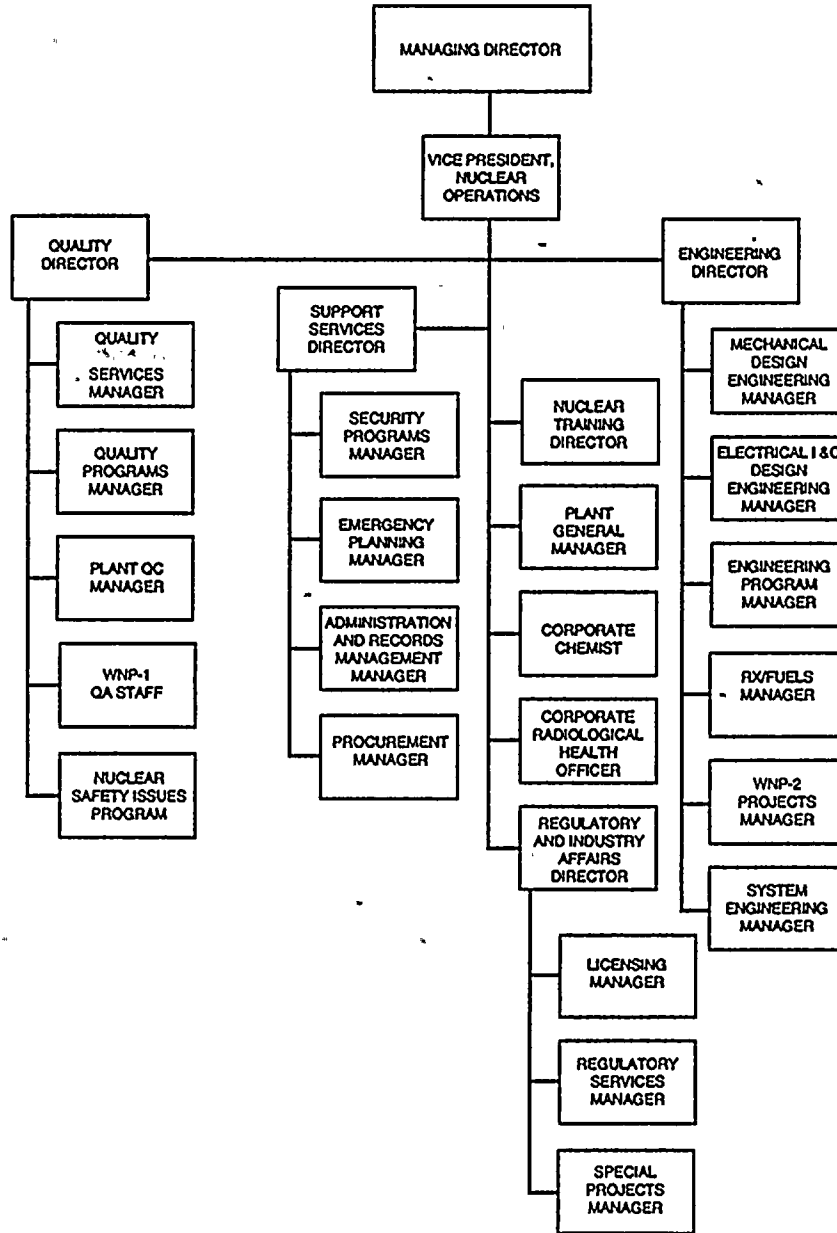 MANAGING DIRECTOR
VICE PRESIDENT,
NUCLEAR
OPERATIONS
QUALITY
DIRECTOR
ENGINEERING
DIRECTOR
SUPPORT
SERVICES
DIRECTOR
QUALITY
SERVICES
MANAGER
QUALITY
PROGRAMS
MANAGER
PLANT QC
MANAGER
WNP-1
QA STAFF
NUCLEAR
SAFETY ISSUES
PROGRAM
SECURITY
PROGRAMS
MANAGER
EMERGENCY
PLANNING
MANAGER
ADMINISTRATION
AND RECORDS
MANAGEMENT
MANAGER
PROCUREMENT
MANAGER
NUCLEAR
TRAINING
DIRECTOR
PLANT
GENERAL
MANAGER
CORPORATE
CHEMIST
CORPORATE
RADIOLOGICAL
HEALTH
OFFICER
REGULATORY
AND INDUSTRY
AFFAIRS
DIRECTOR
LICENSING
MANAGER
REGULATORY
SERVICES
MANAGER
SPECIAL
PROJECTS
MANAGER
MECHANICAL
DESIGN
ENGINEERING
MANAGER
ELECTRICAL I & C
DESIGN
ENGINEERING
MANAGER
ENGINEERING
PROGRAM
MANAGER
RX/FUELS
MANAGER
WNP-2
PROJECTS
MANAGER
SYSTEM
ENGINEERING
MANAGER